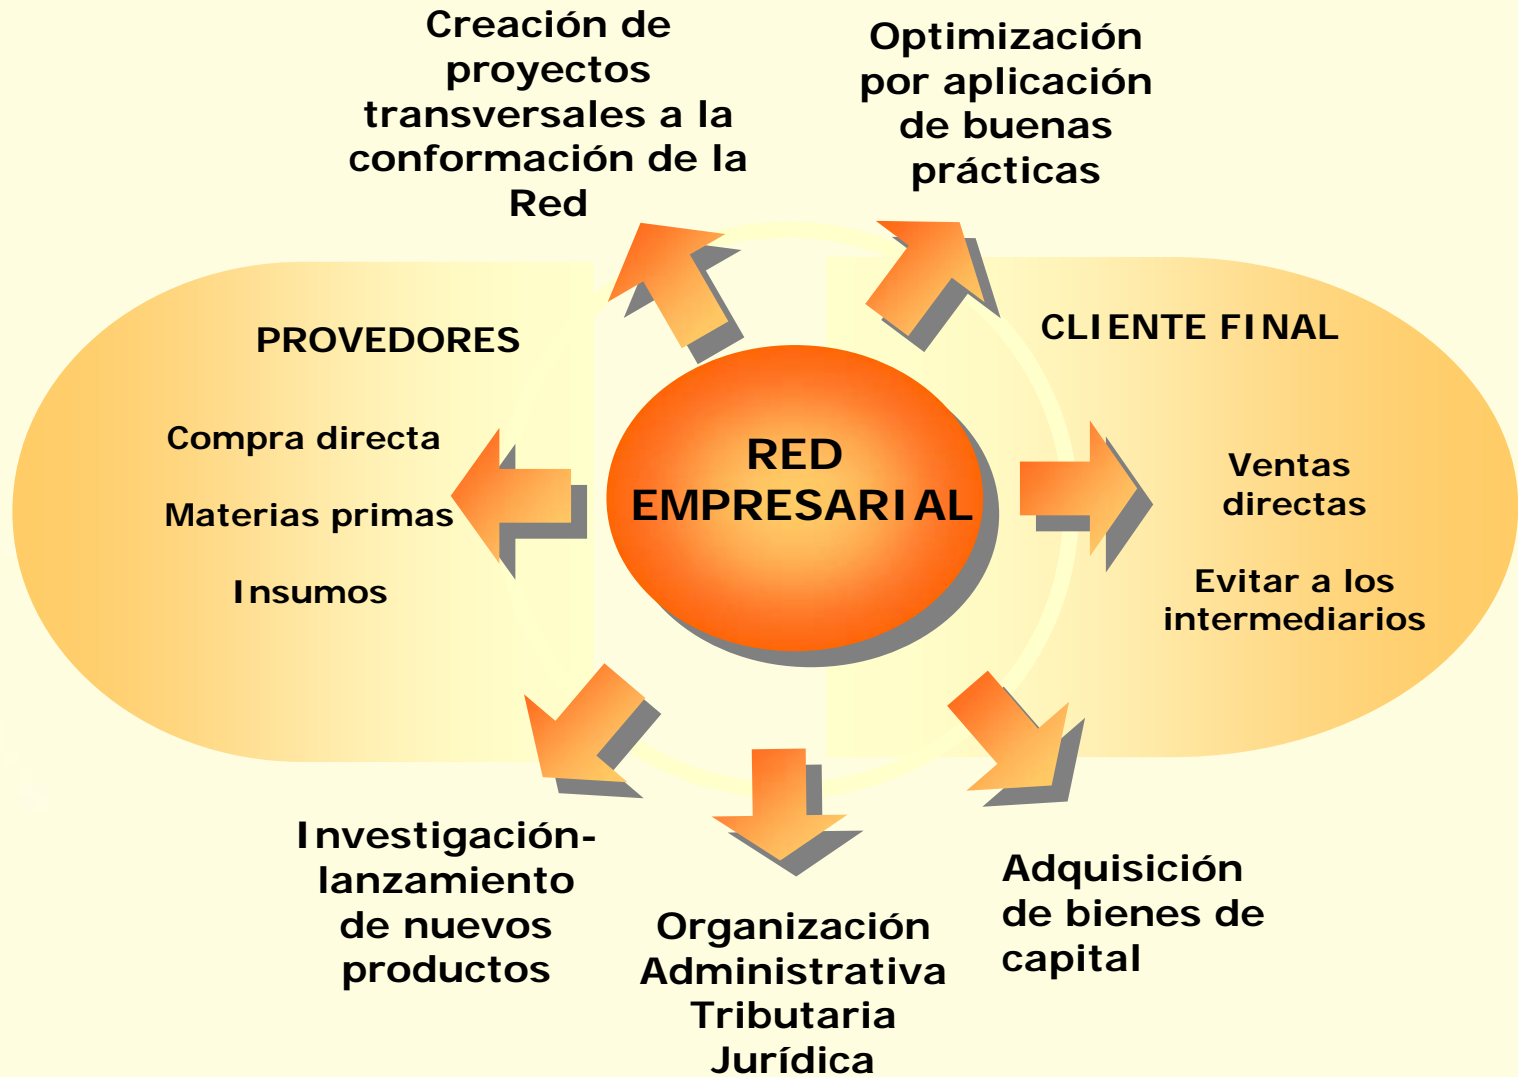 Creación de
proyectos
transversales a la
conformación de la
Red
Optimización
por aplicación
de buenas
prácticas
PROVEDORES
Compra directa
Materias primas
Insumos
RED
EMPRESARIAL
CLIENTE FINAL
Ventas
directas
Evitar a los
intermediarios
Investigación-
lanzamiento
de nuevos
productos
Organización
Administrativa
Tributaria
Jurídica
Adquisición
de bienes de
capital